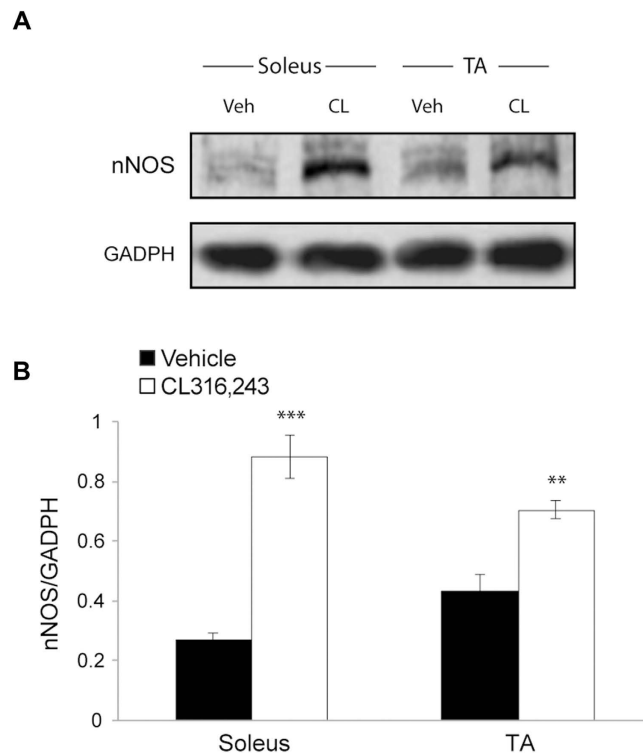 A
Soleus TA
Veh CL Veh CL
nNOS
GADPH
B
Vehicle
CL316,243
nNOS/GADPH
1
0.8
0.6
0.4
0.2
0
***
**
Soleus TA